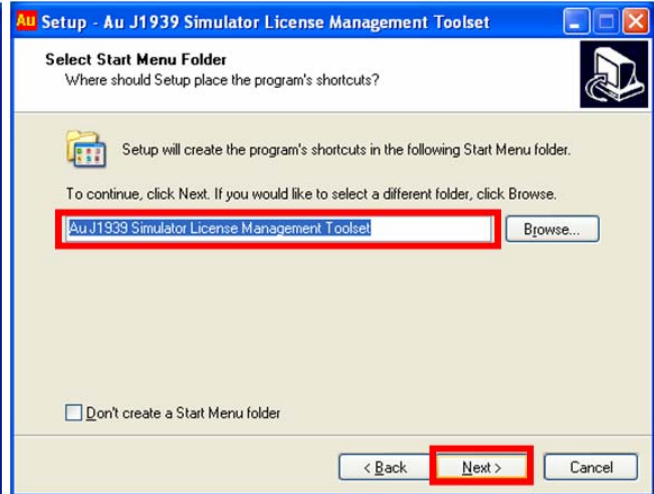 Au Setup - Au J1939 Simulator License Management Toolset
Select Start Menu Folder
Where should Setup place the program's shortcuts?
Setup will create the program's shortcuts in the following Start Menu folder.
To continue, click Next. If you would like to select a different folder, click Browse.
Au J1939 Simulator License Management Toolset
Browse...
Don't create a Start Menu folder
< Back
Next >
Cancel